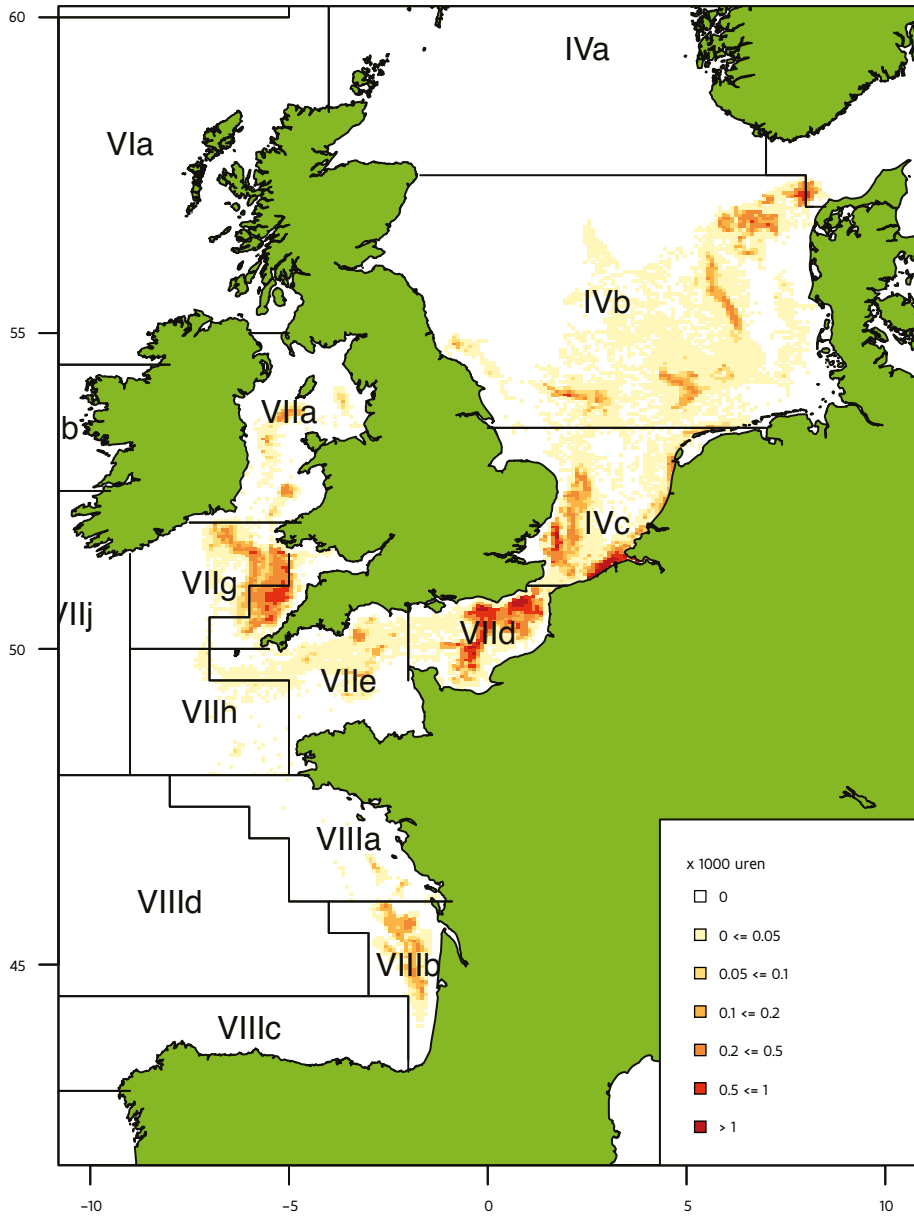 60
IVa
VIa
IVb
55
VIIa
b
IVc
VIIg
VIIj
VIId
50
VIIe
VIIh
VIIIa
x 1000 uren
0
VIIId
0 <= 0.05
45
VIIIb
0.05 <= 0.1
0.1 <= 0.2
VIIIc
0.2 <= 0.5
0.5 <= 1
> 1
−10 −5 0 5 10